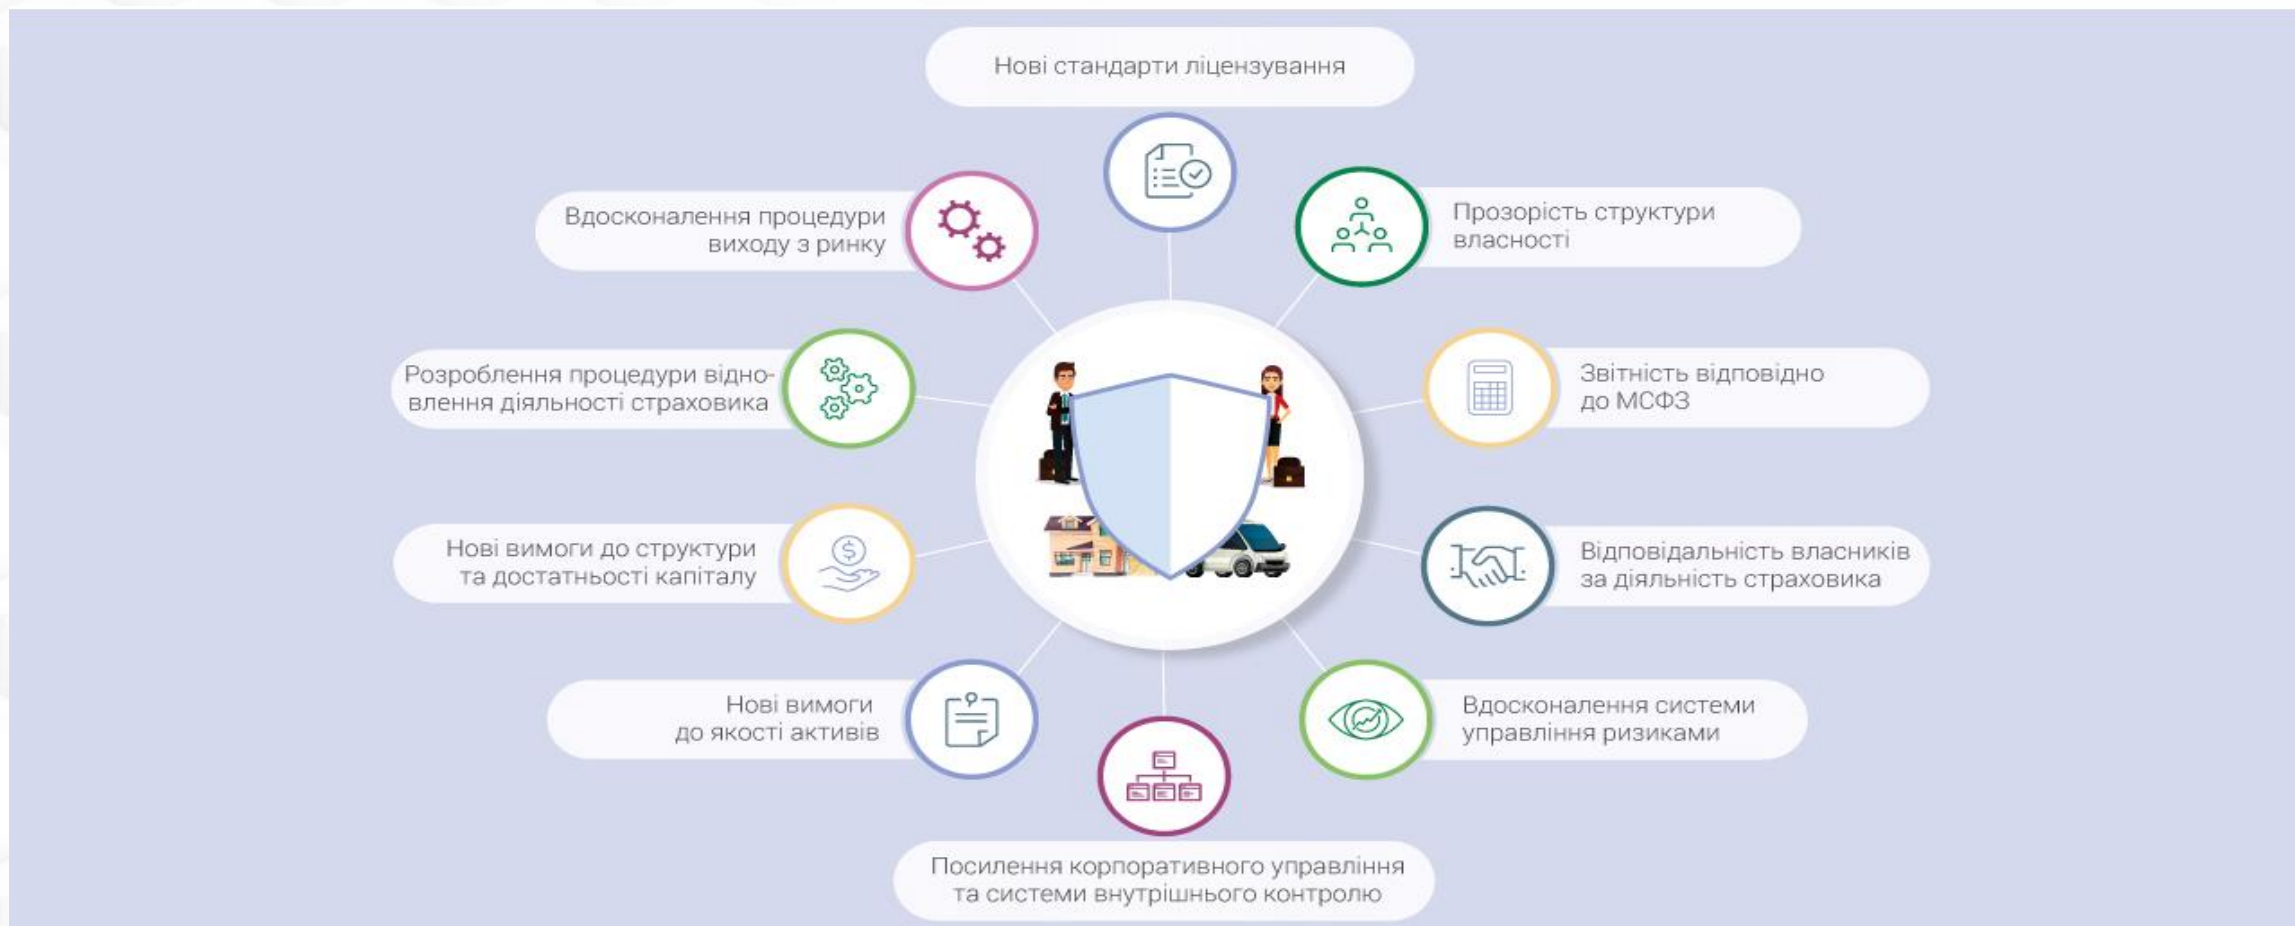 Нові стандарти ліцензування
Прозорість структури
власності
Звітність відповідно
до МСФЗ
Відповідальність власників
за діяльність страховика
Вдосконалення системи
управління ризиками
Посилення корпоративного управління
та системи внутрішнього контролю
Нові вимоги
до якості активів
Нові вимоги до структури
та достатньості капіталу
Розроблення процедури відно-
влення діяльності страховика
Вдосконалення процедури
виходу з ринку